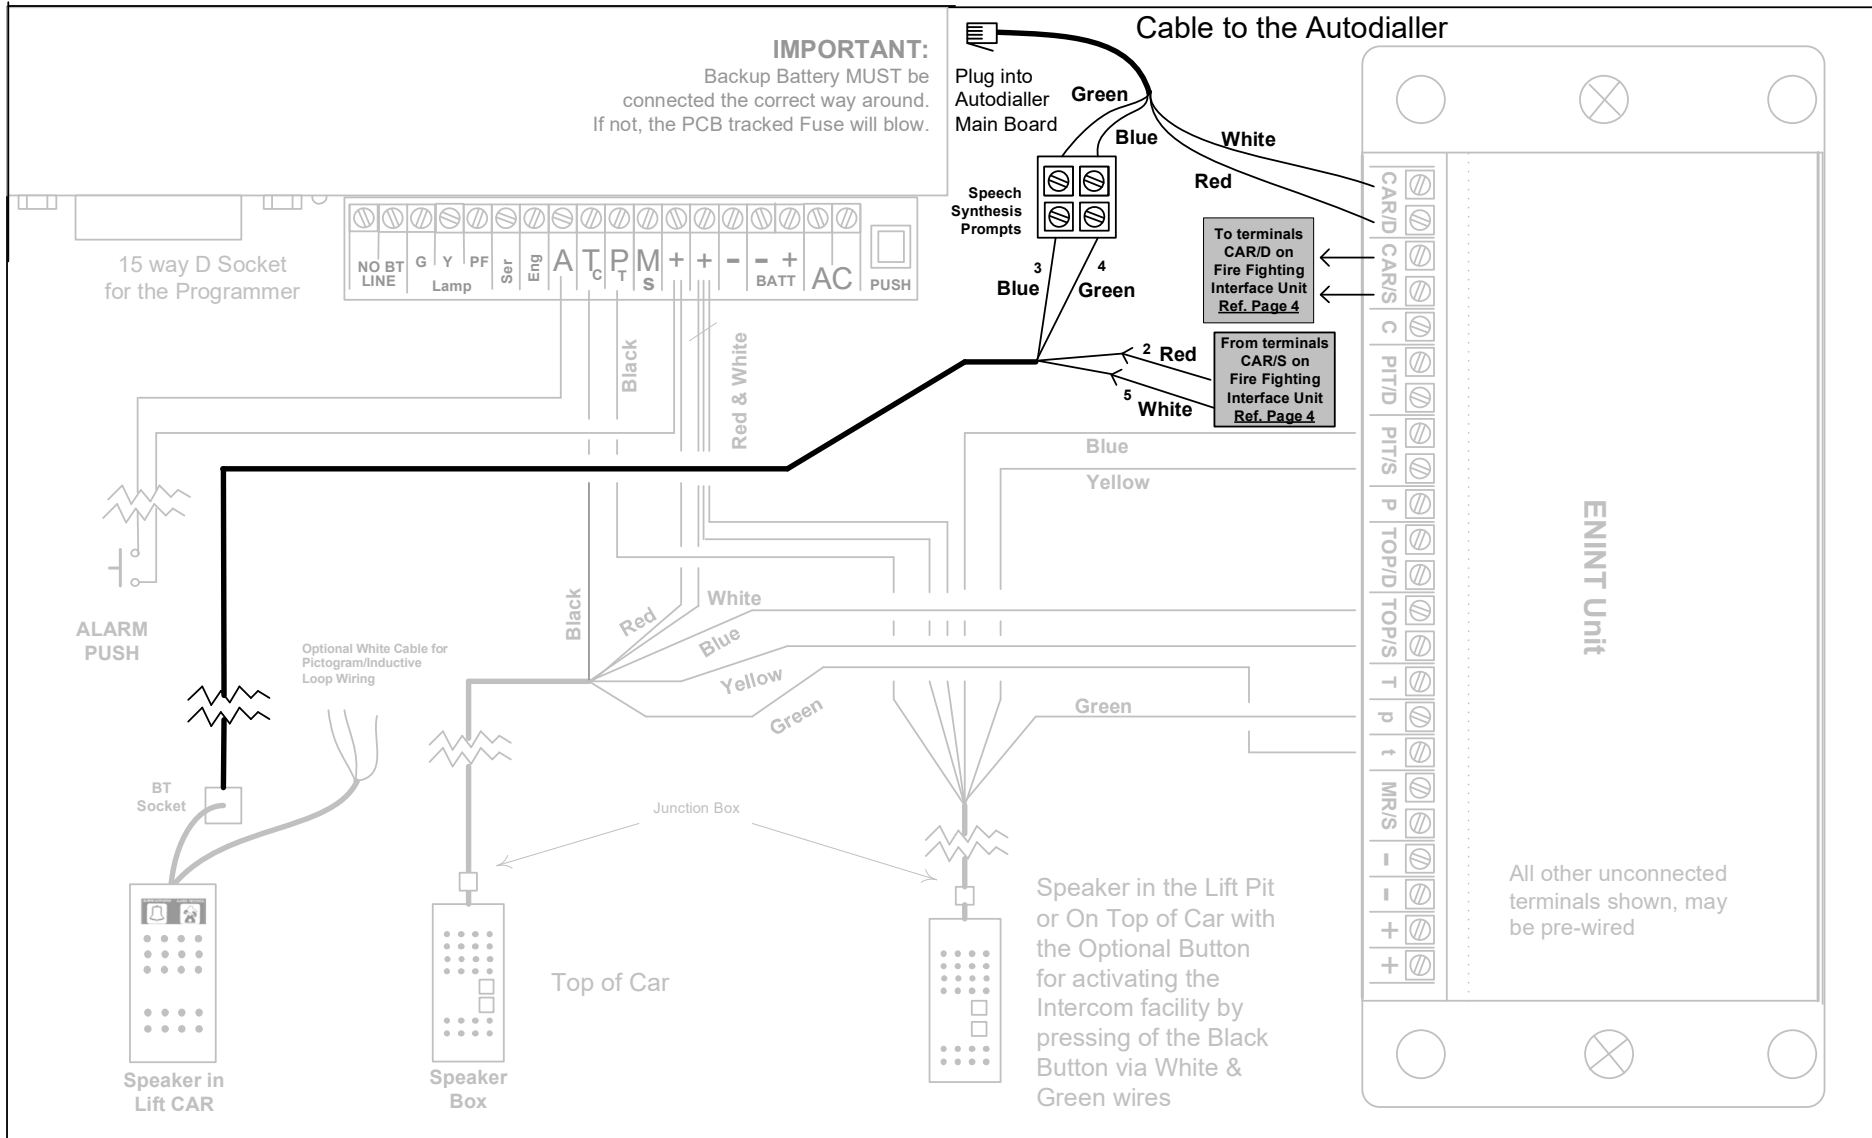 Cable to the Autodialler
IMPORTANT:
Backup Battery MUST be
connected the correct way around.
If not, the PCB tracked Fuse will blow.
Plug into
Autodialler
Main Board
Green
Blue
White
Red
Speech
Synthesis
Prompts
3
Blue
4
Green
To terminals
CAR/D on
Fire Fighting
Interface Unit
Ref. Page 4
From terminals
CAR/S on
Fire Fighting
Interface Unit
Ref. Page 4
2 Red
5
White
15 way D Socket
for the Programmer
NO BT
LINE
G Y PF
Lamp
Ser
Eng
A
TC
PT
MS
+
+
-
- +
BATT
AC
PUSH
Black
Red & White
Blue
Yellow
ALARM
PUSH
Optional White Cable for
Pictogram/Inductive
Loop Wiring
Black
Red
White
Blue
Yellow
Green
Green
BT
Socket
Junction Box
Speaker in
Lift CAR
Speaker
Box
Top of Car
Speaker in the Lift Pit
or On Top of Car with
the Optional Button
for activating the
Intercom facility by
pressing of the Black
Button via White &
Green wires
CAR/D
CAR/S
C
PIT/D
PIT/S
P
TOP/D
TOP/S
T
p
t
MR/S
-
-
+
+
ENINT Unit
All other unconnected
terminals shown, may
be pre-wired